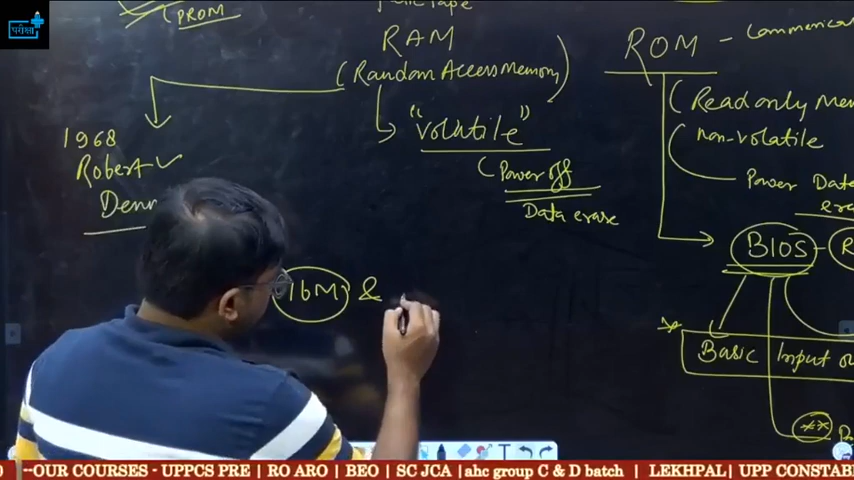 परीक्षा
PROM
RAM
(Random Access Memory)
"volatile"
(Power off
Data erase
1968
Robert
IBM &
ROM - Commerical
(Read only Mem
non-volatile
Power Data
era
BIOS - R
Basic Input o
**
--OUR COURSES - UPPCS PRE | RO ARO | BEO | SC JCA |ahc group C & D batch | LEKHPAL | UPP CONSTAB